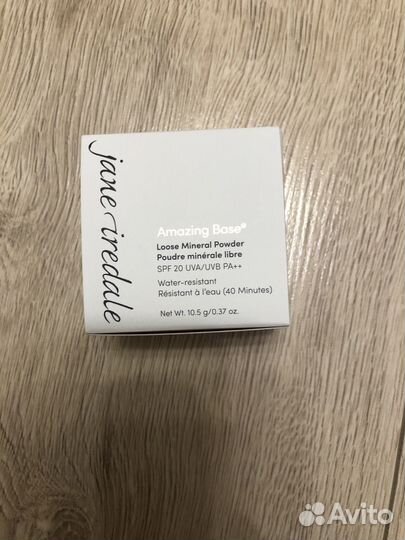 jane iredale
Amazing Base®
Loose Mineral Powder
Poudre minérale libre
SPF 20 UVA/UVB PA++
Water-resistant
Résistant à l'eau (40 Minutes)
Net Wt. 10.5 g/0.37 oz.
Avito